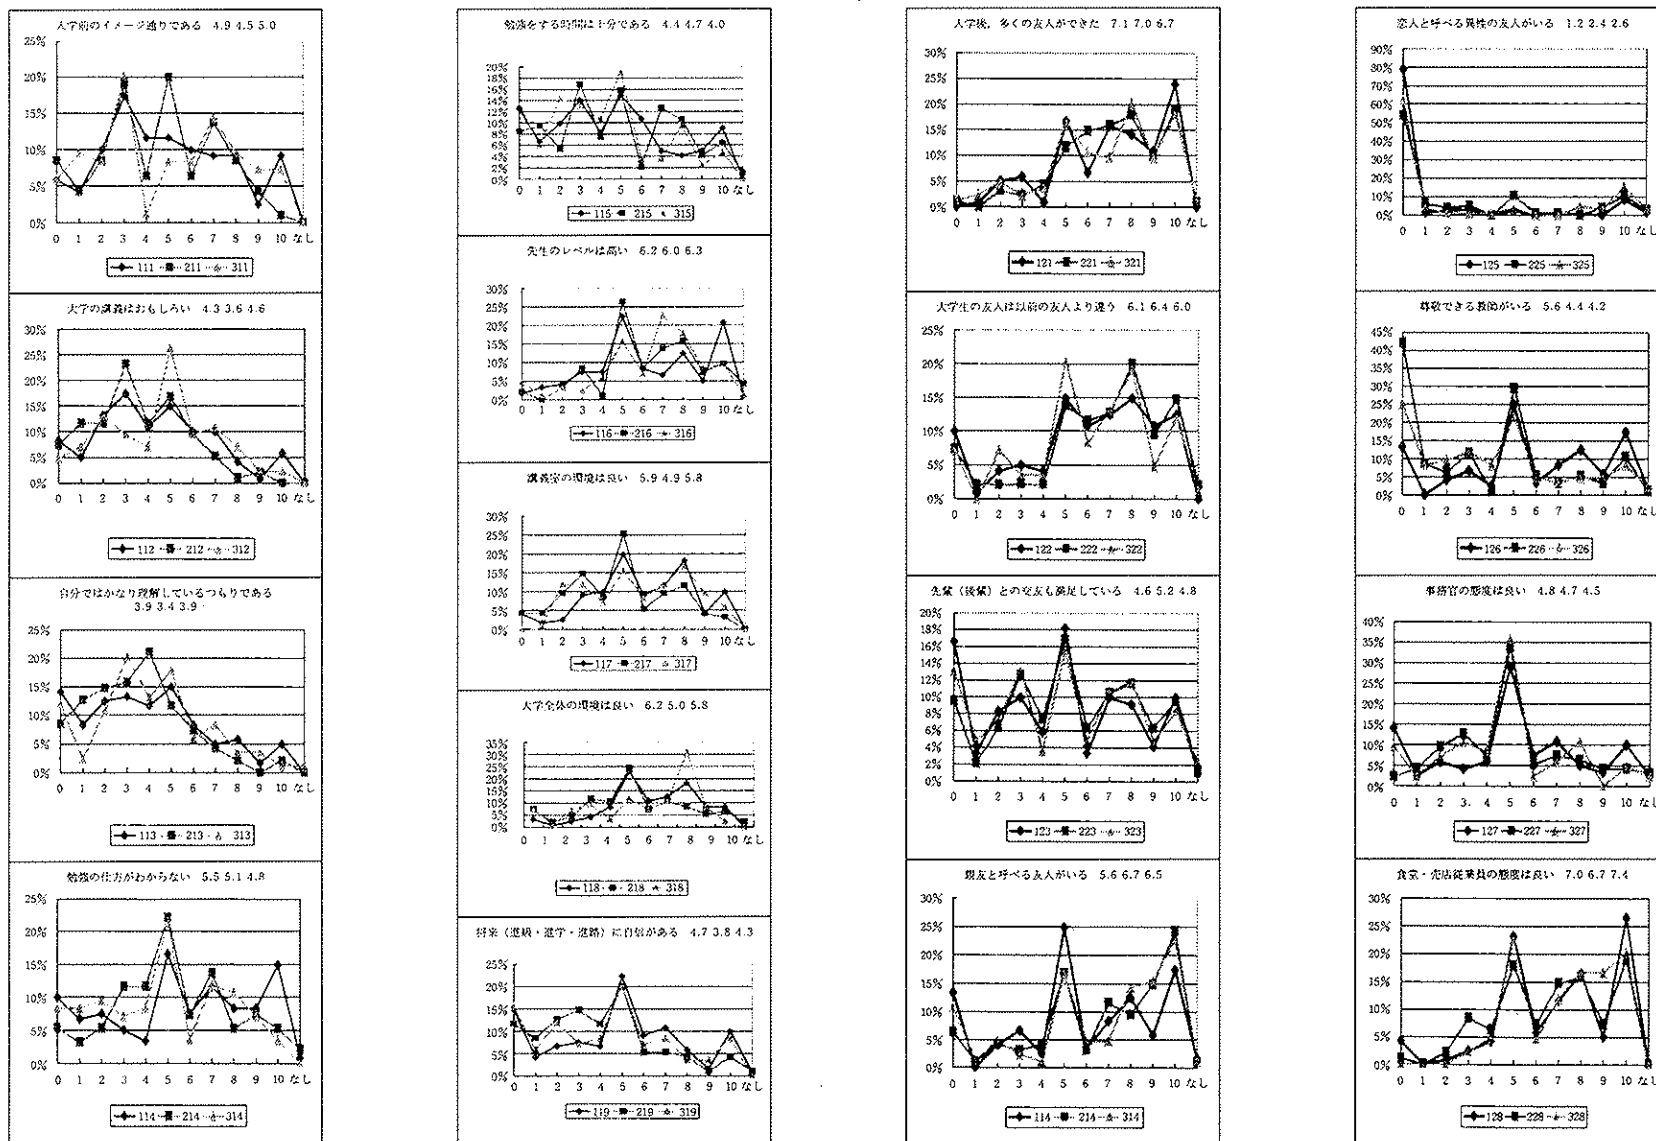 入学前のイメージ通りである 4.9 4.5 5.0
25%
20%
15%
10%
5%
0%
0 1 2 3 4 5 6 7 8 9 10 なし
111 211 311
大学の講義はおもしろい 4.3 3.6 4.6
30%
25%
20%
15%
10%
5%
0%
0 1 2 3 4 5 6 7 8 9 10 なし
112 212 312
自分ではかなり理解しているつもりである
3.9 3.4 3.9
25%
20%
15%
10%
5%
0%
0 1 2 3 4 5 6 7 8 9 10 なし
113 213 313
勉強の仕方がわからない 5.5 5.1 4.8
25%
20%
15%
10%
5%
0%
0 1 2 3 4 5 6 7 8 9 10 なし
114 214 314
勉強をする時間は十分である 4.4 4.7 4.0
20%
18%
16%
14%
12%
10%
8%
6%
4%
2%
0%
0 1 2 3 4 5 6 7 8 9 10 なし
115 215 315
先生のレベルは高い 6.2 6.0 6.3
30%
25%
20%
15%
10%
5%
0%
0 1 2 3 4 5 6 7 8 9 10 なし
116 216 316
講義室の環境は良い 5.9 4.9 5.8
30%
25%
20%
15%
10%
5%
0%
0 1 2 3 4 5 6 7 8 9 10 なし
117 217 317
大学全体の環境は良い 6.2 5.0 5.8
35%
30%
25%
20%
15%
10%
5%
0%
0 1 2 3 4 5 6 7 8 9 10 なし
118 218 318
将来（進級・進学・進路）に自信がある 4.7 3.8 4.3
25%
20%
15%
10%
5%
0%
0 1 2 3 4 5 6 7 8 9 10 なし
119 219 319
入学後，多くの友人ができた 7.1 7.0 6.7
30%
25%
20%
15%
10%
5%
0%
0 1 2 3 4 5 6 7 8 9 10 なし
121 221 321
大学生の友人は以前の友人より違う 6.1 6.4 6.0
25%
20%
15%
10%
5%
0%
0 1 2 3 4 5 6 7 8 9 10 なし
122 222 322
先輩（後輩）との交友も満足している 4.6 5.2 4.8
20%
18%
16%
14%
12%
10%
8%
6%
4%
2%
0%
0 1 2 3 4 5 6 7 8 9 10 なし
123 223 323
親友と呼べる友人がいる 5.6 6.7 6.5
30%
25%
20%
15%
10%
5%
0%
0 1 2 3 4 5 6 7 8 9 10 なし
114 214 314
恋人と呼べる異性の友人がいる 1.2 2.4 2.6
90%
80%
70%
60%
50%
40%
30%
20%
10%
0%
0 1 2 3 4 5 6 7 8 9 10 なし
125 225 325
尊敬できる教師がいる 5.6 4.4 4.2
45%
40%
35%
30%
25%
20%
15%
10%
5%
0%
0 1 2 3 4 5 6 7 8 9 10 なし
126 226 326
事務官の態度は良い 4.8 4.7 4.5
40%
35%
30%
25%
20%
15%
10%
5%
0%
0 1 2 3 4 5 6 7 8 9 10 なし
127 227 327
食堂・売店従業員の態度は良い 7.0 6.7 7.4
30%
25%
20%
15%
10%
5%
0%
0 1 2 3 4 5 6 7 8 9 10 なし
128 228 328